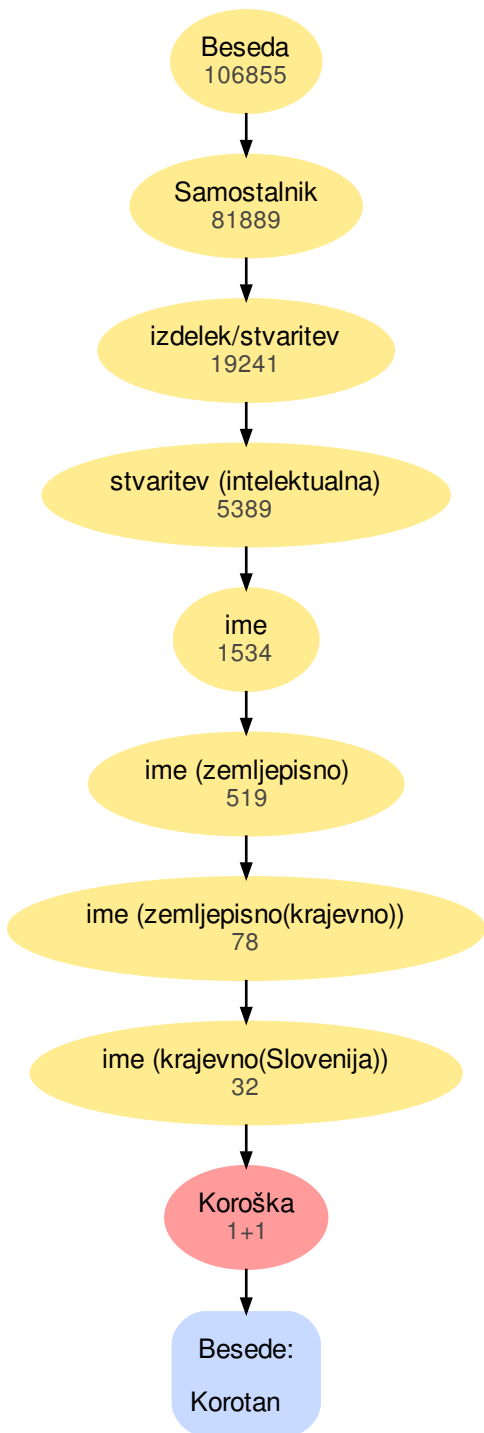 Beseda
106855
Samostalnik
81889
izdelek/stvaritev
19241
stvaritev (intelektualna)
5389
ime
1534
ime (zemljepisno)
519
ime (zemljepisno(krajevno))
78
ime (krajevno(Slovenija))
32
Koroška
1+1
Besede:
Korotan